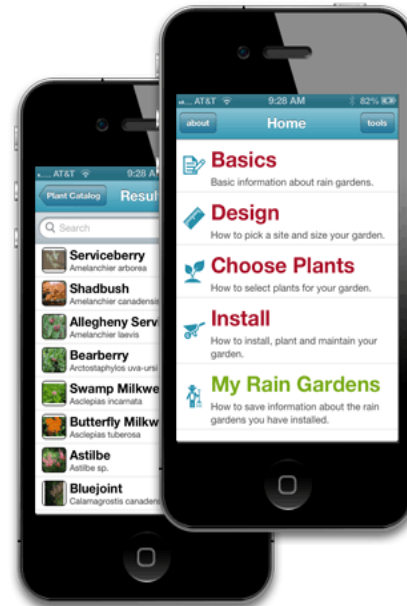 AT&T 9:28 AM 82%
about Home tools
Basics
Basic information about rain gardens.
Design
How to pick a site and size your garden.
Choose Plants
How to select plants for your garden.
Install
How to install, plant and maintain your
garden.
My Rain Gardens
How to save information about the rain
gardens you have installed.
AT&T 9:28 A
Plant Catalog Resul
Search
Serviceberry
Amelanchier arborea
Shadbush
Amelanchier canadensis
Allegheny Servi
Amelanchier laevis
Bearberry
Arctostaphylos uva-ursi
Swamp Milkwe
Asclepias incarnata
Butterfly Milkw
Asclepias tuberosa
Astilbe
Astilbe sp.
Bluejoint
Calamagrostis canadens